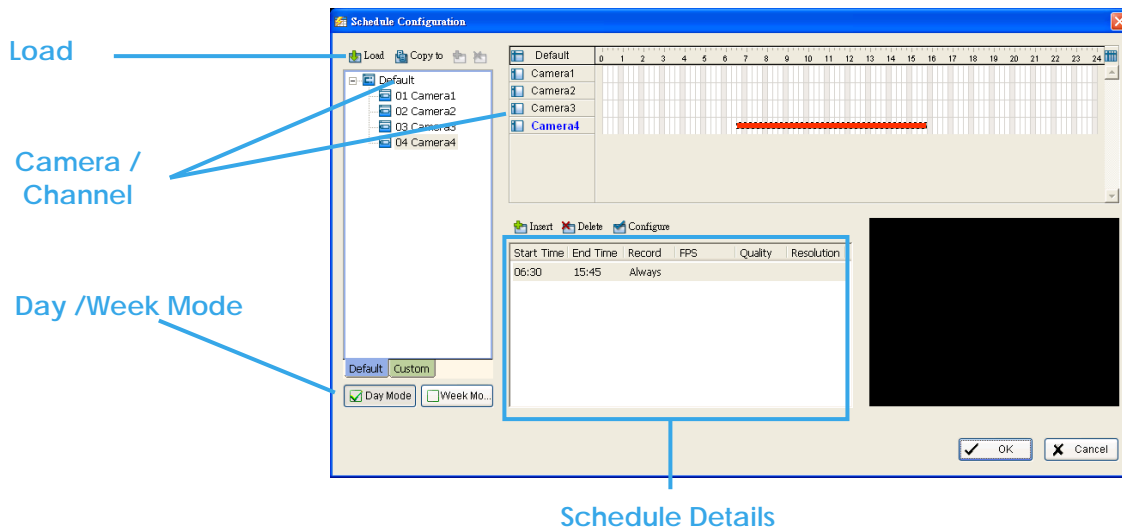 Schedule Configuration
Load
Load Copy to
Default 0 1 2 3 4 5 6 7 8 9 10 11 12 13 14 15 16 17 18 19 20 21 22 23 24
Camera1
Camera2
Camera3
Camera4
Default
01 Camera1
02 Camera2
03 Camera3
04 Camera4
Camera /
Channel
Insert Delete Configure
Start Time End Time Record FPS Quality Resolution
06:30 15:45 Always
Day /Week Mode
Default Custom
Day Mode Week Mo...
OK Cancel
Schedule Details